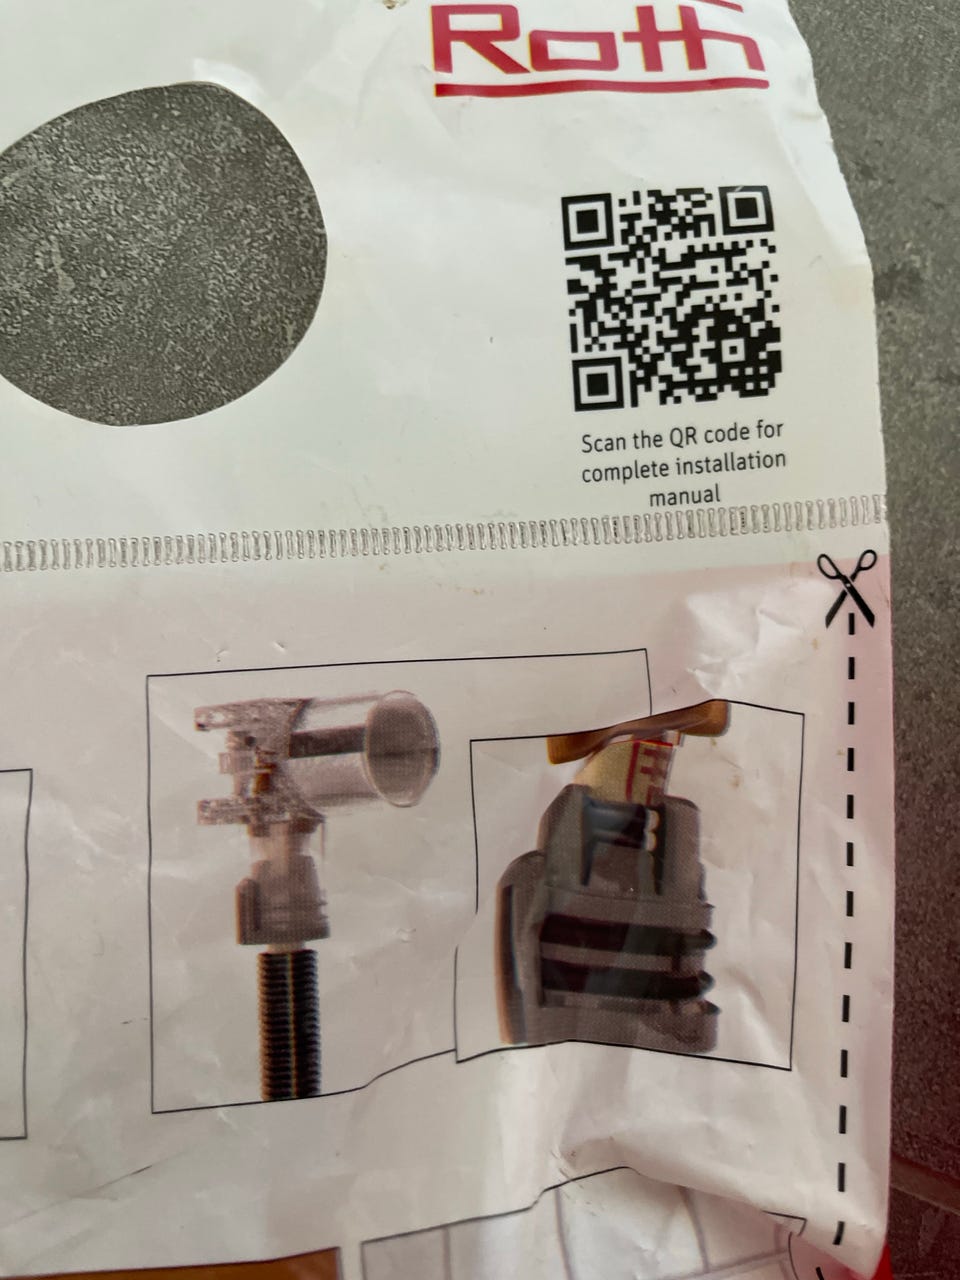 Roth
Scan the QR code for
complete installation
manual